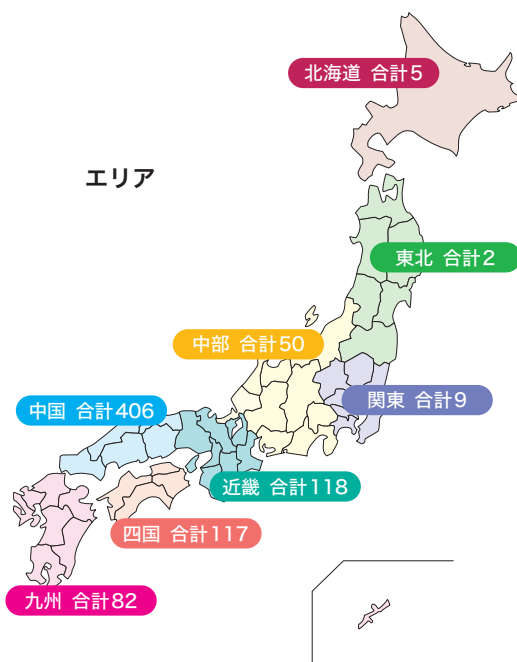 北海道 合計5
エリア
東北 合計2
中部 合計50
関東 合計9
中国 合計406
近畿 合計118
四国 合計117
九州 合計82